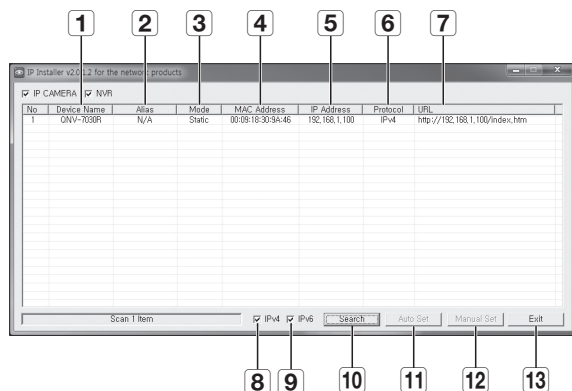 1 2 3 4 5 6 7
IP Installer v2.0.1.2 for the network products
IP CAMERA NVR
No Device Name Alias Mode MAC Address IP Address Protocol URL
1 QNV-7030R N/A Static 00:09:18:30:9A:46 192,168,1,100 IPv4 http://192,168,1,100/index,htm
Scan 1 Item IPv4 IPv6 Search Auto Set Manual Set Exit
8 9 10 11 12 13